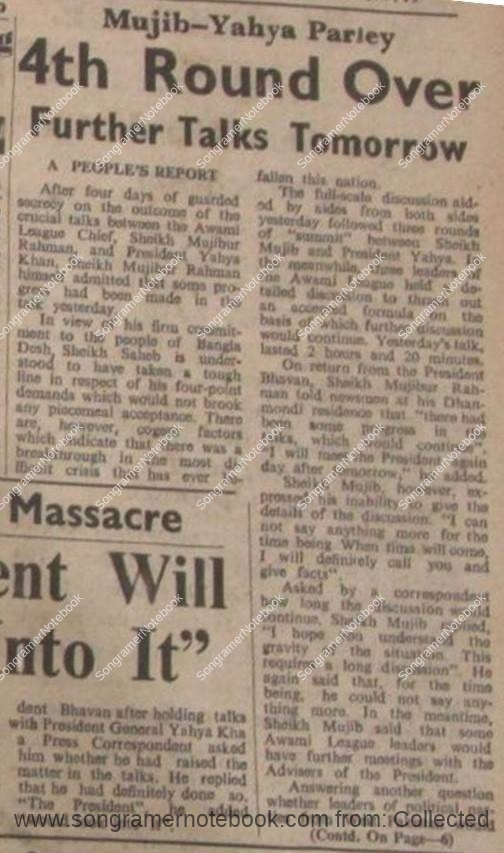 Mujib—Yahya Parley
4th Round Over
Further Talks Tomorrow
A PEOPLE'S REPORT
After four days of guarded
secrecy on the outcome of the
crucial talks between the Awami
League Chief, Sheikh Mujibur
Rahman, and President Yahya
Khan, Sheikh Mujibur Rahman
himself admitted that some pro-
gress had been made in the
talk yesterday.
In view of his firm commit-
ment to the people of Bangla
Desh, Sheikh Saheb is under-
stood to have taken a tough
line in respect of his four-point
demands which would not brook
any piecemeal acceptance. There
are, however, cogent factors
which indicate that there was a
breakthrough in the most di-
fficult crisis that has ever
fallen this nation.
The full-scale discussion aid-
ed by aides from both sides
yesterday followed three rounds
of "summit" between Sheikh
Mujib and President Yahya. In
the meanwhile three leaders of
the Awami League held a de-
tailed discussion to thrash out
an accepted formula on the
basis of which further discussion
would continue. Yesterday's talk,
lasted 2 hours and 20 minutes.
On return from the President
Bhavan, Sheikh Mujibur Rah-
man told newsmen at his Dhan-
mondi residence that "there had
been some progress in the
talks, which would continue".
"I will meet the President again
day after tomorrow," he added.
Sheikh Mujib, however, ex-
pressed his inability to give the
details of the discussion. "I can
not say anything more for the
time being When time will come,
I will definitely call you and
give facts".
Asked by a correspondent
how long the discussion would
continue, Sheikh Mujib replied,
"I hope you understand the
gravity of the situation. This
requires a long discussion". He
again said that, for the time
being, he could not say any-
thing more. In the meantime,
Sheikh Mujib said that some
Awami League leaders would
have further meetings with the
Advisers of the President.
Answering another question
whether leaders of political par-
(Contd. On Page—6)
Massacre
ent Will
nto It"
dent Bhavan after holding talks
with President General Yahya Kha
a Press Correspondent asked
him whether he had raised the
matter in the talks. He replied
that he had definitely done so.
"The President", he added
www.songramernotebook.com from: Collected
SongramerNotebook